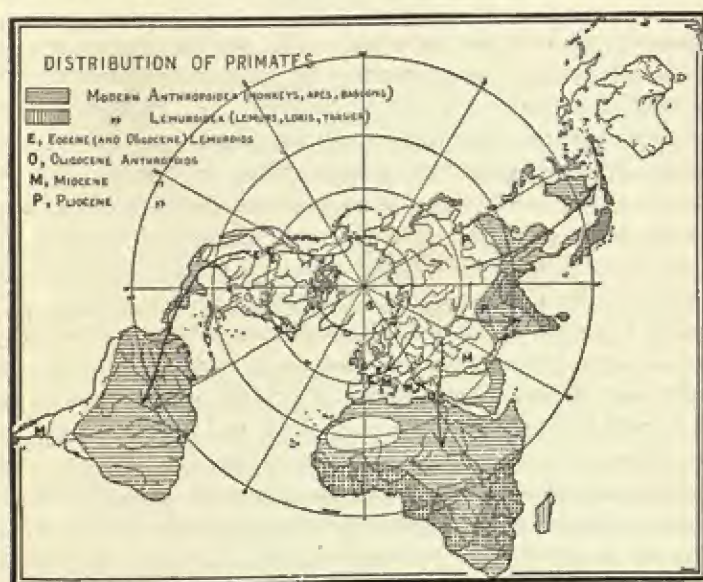 DISTRIBUTION OF PRIMATES
MODERN ANTHROPOIDEA (MONKEYS, APES, BABOONS)
" LEMUROIDEA (LEMURS, LORIS, TARSIER)
E, EOCENE (AND OLIGOCENE) LEMUROIDS
O, OLIGOCENE ANTHROPOIDS
M, MIOCENE "
P, PLIOCENE "
P
P
M
E M
M